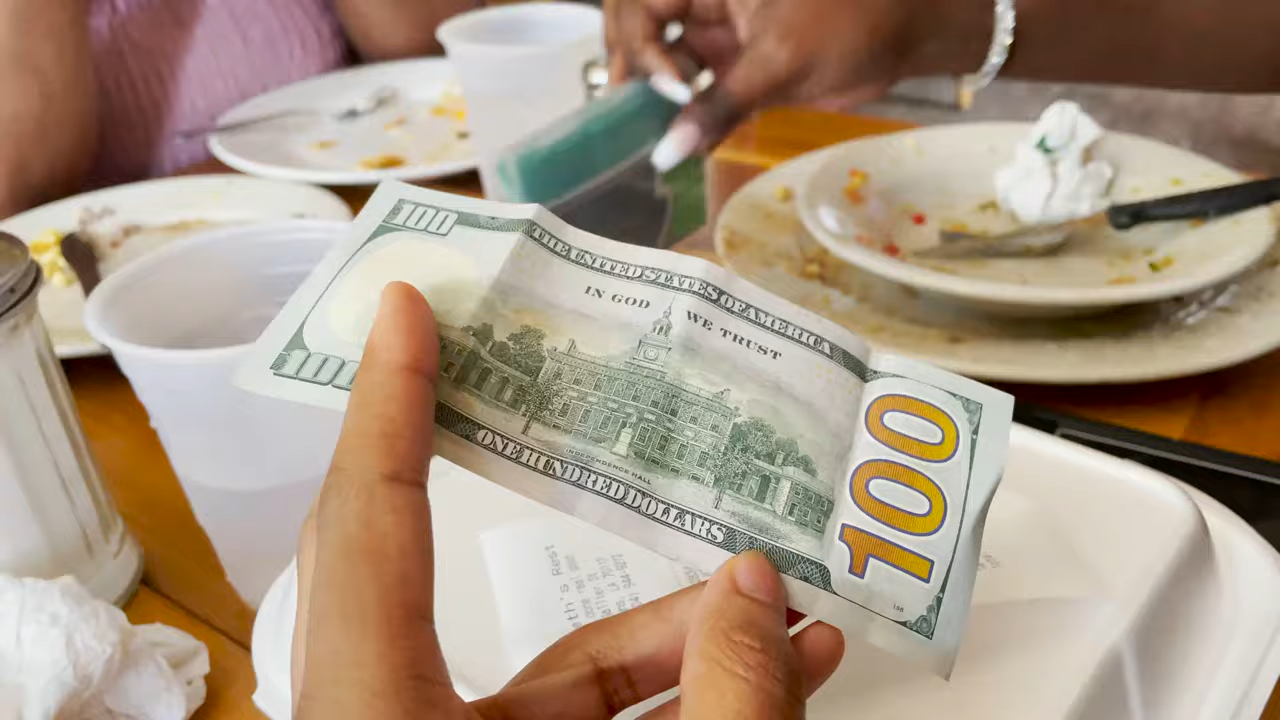 100
THE UNITED STATES OF AMERICA
IN GOD WE TRUST
100
100
INDEPENDENCE HALL
ONE HUNDRED DOLLARS